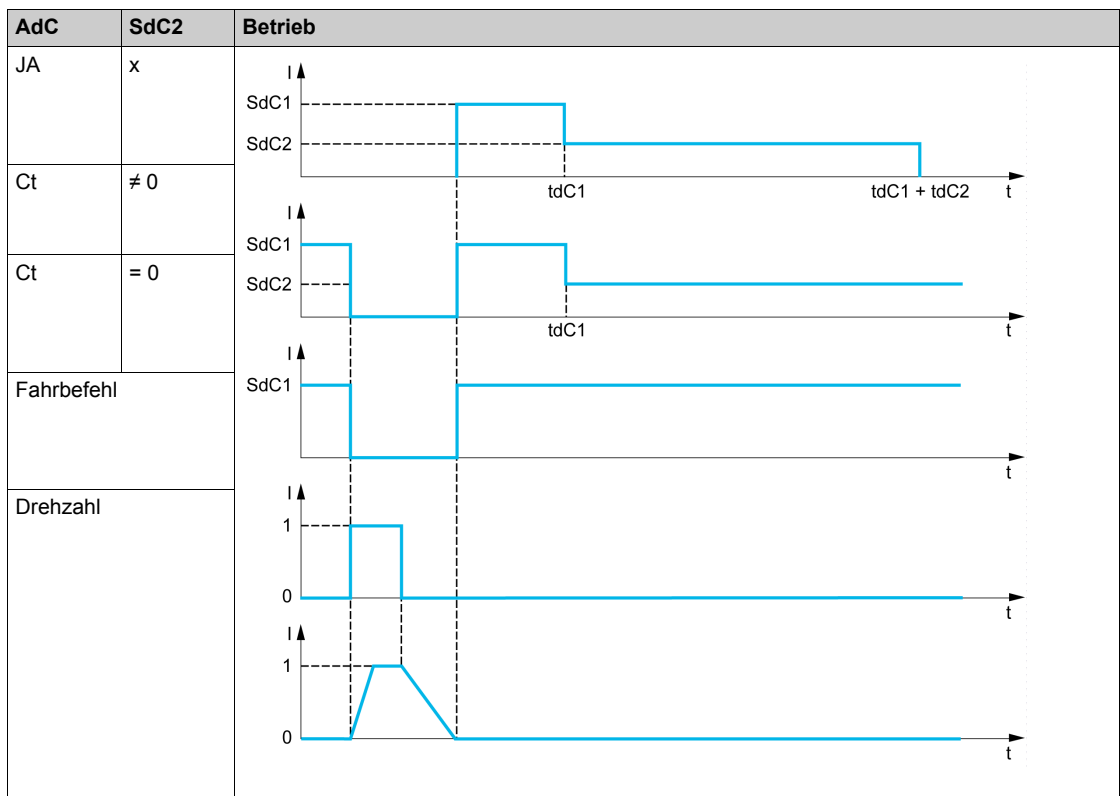 AdC SdC2 Betrieb
JA x
I
SdC1
SdC2
tdC1 tdC1 + tdC2 t
Ct ≠ 0
I
SdC1
SdC2
tdC1 t
Ct = 0
I
SdC1
t
Fahrbefehl
I
1
0
t
Drehzahl
I
1
0
t